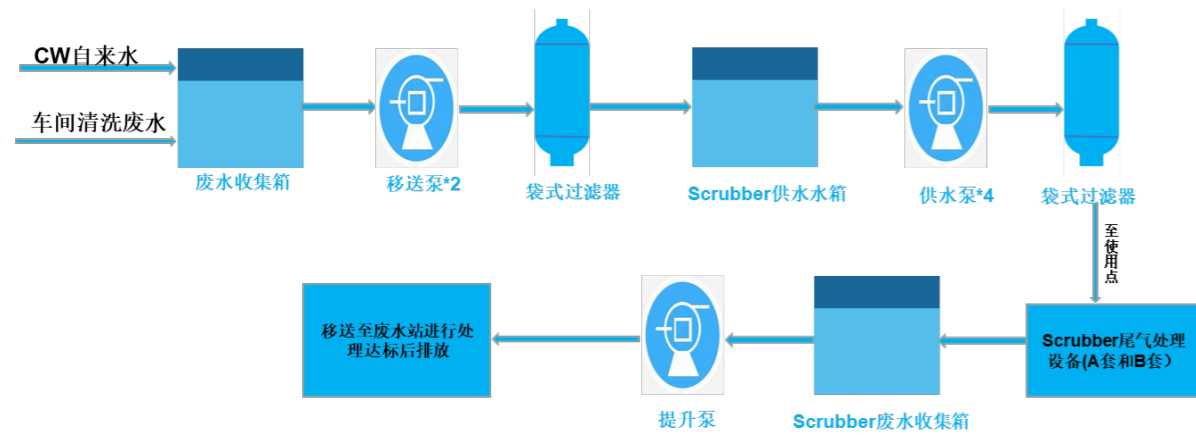 CW自来水
车间清洗废水
废水收集箱
移送泵*2
袋式过滤器
Scrubber供水水箱
供水泵*4
袋式过滤器
至使用点
Scrubber尾气处理
设备(A套和B套）
Scrubber废水收集箱
提升泵
移送至废水站进行处
理达标后排放